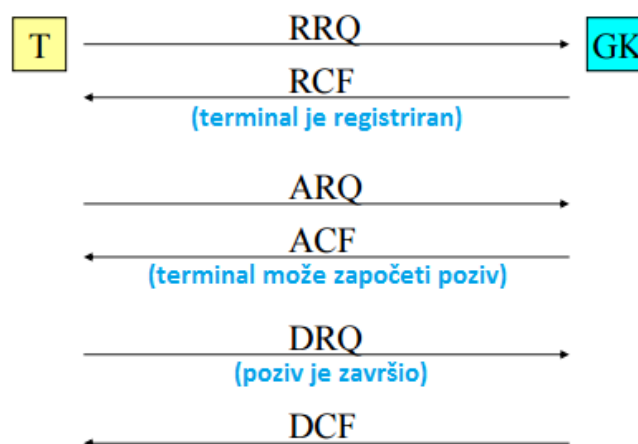 T
RRQ
GK
RCF
(terminal je registriran)
ARQ
ACF
(terminal može započeti poziv)
DRQ
(poziv je završio)
DCF